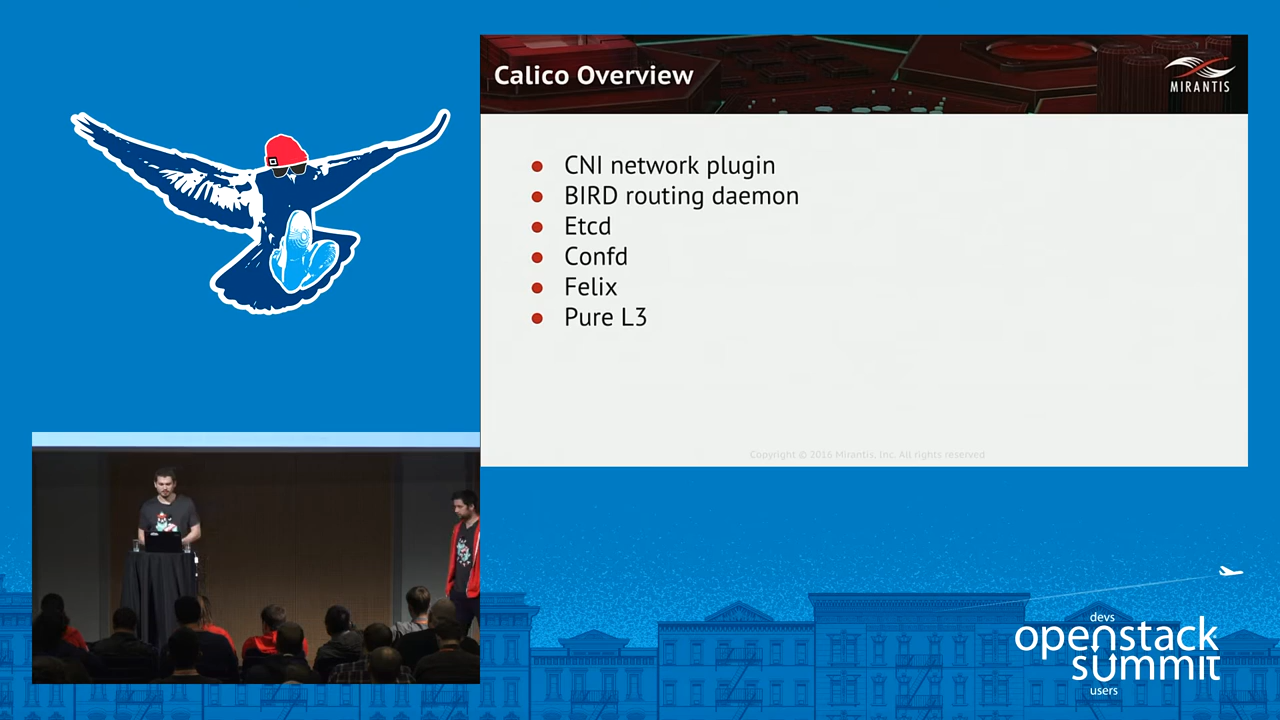 Calico Overview
MIRANTIS
CNI network plugin
BIRD routing daemon
Etcd
Confd
Felix
Pure L3
Copyright © 2016 Mirantis, Inc. All rights reserved
devs
openstack
summit
users